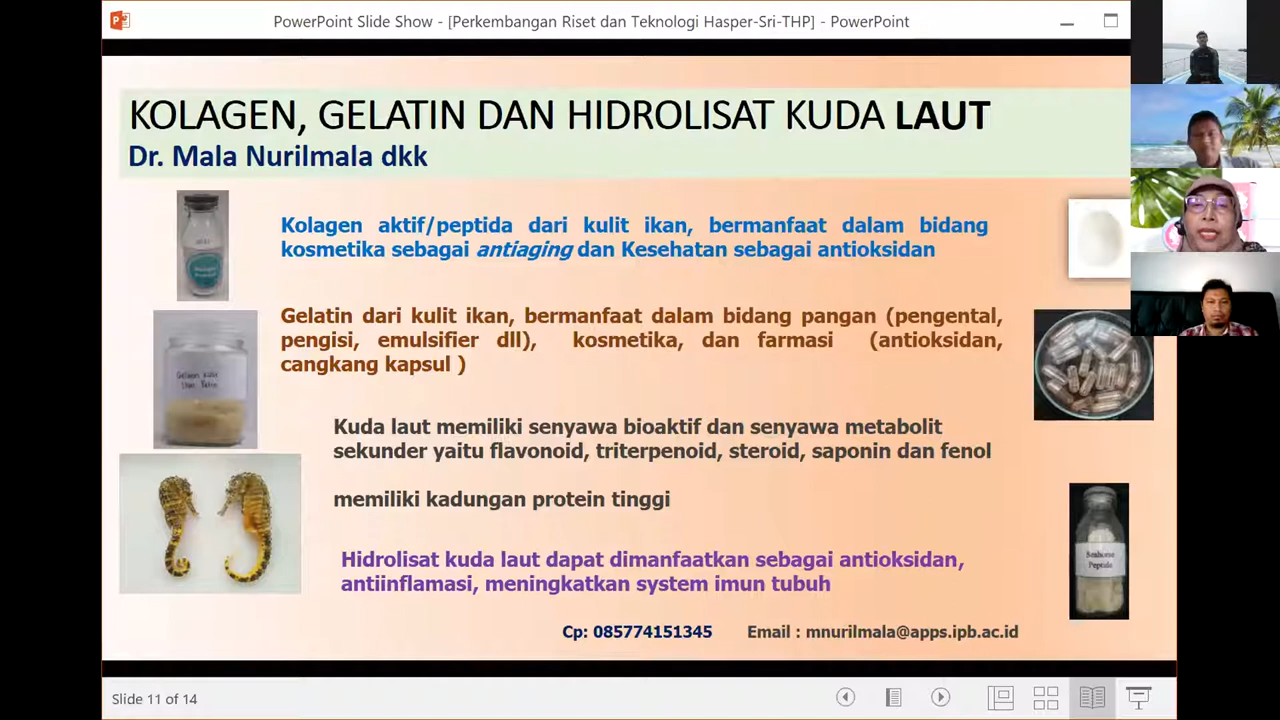 PowerPoint Slide Show - [Perkembangan Riset dan Teknologi Hasper-Sri-THP] - PowerPoint
KOLAGEN, GELATIN DAN HIDROLISAT KUDA LAUT
Dr. Mala Nurilmala dkk
Kolagen aktif/peptida dari kulit ikan, bermanfaat dalam bidang
kosmetika sebagai antiaging dan Kesehatan sebagai antioksidan
Gelatin dari kulit ikan, bermanfaat dalam bidang pangan (pengental,
pengisi, emulsifier dll), kosmetika, dan farmasi (antioksidan,
cangkang kapsul )
Kuda laut memiliki senyawa bioaktif dan senyawa metabolit
sekunder yaitu flavonoid, triterpenoid, steroid, saponin dan fenol
memiliki kadungan protein tinggi
Hidrolisat kuda laut dapat dimanfaatkan sebagai antioksidan,
antiinflamasi, meningkatkan system imun tubuh
Seahorse
Peptide
Cp: 085774151345 Email : mnurilmala@apps.ipb.ac.id
Slide 11 of 14